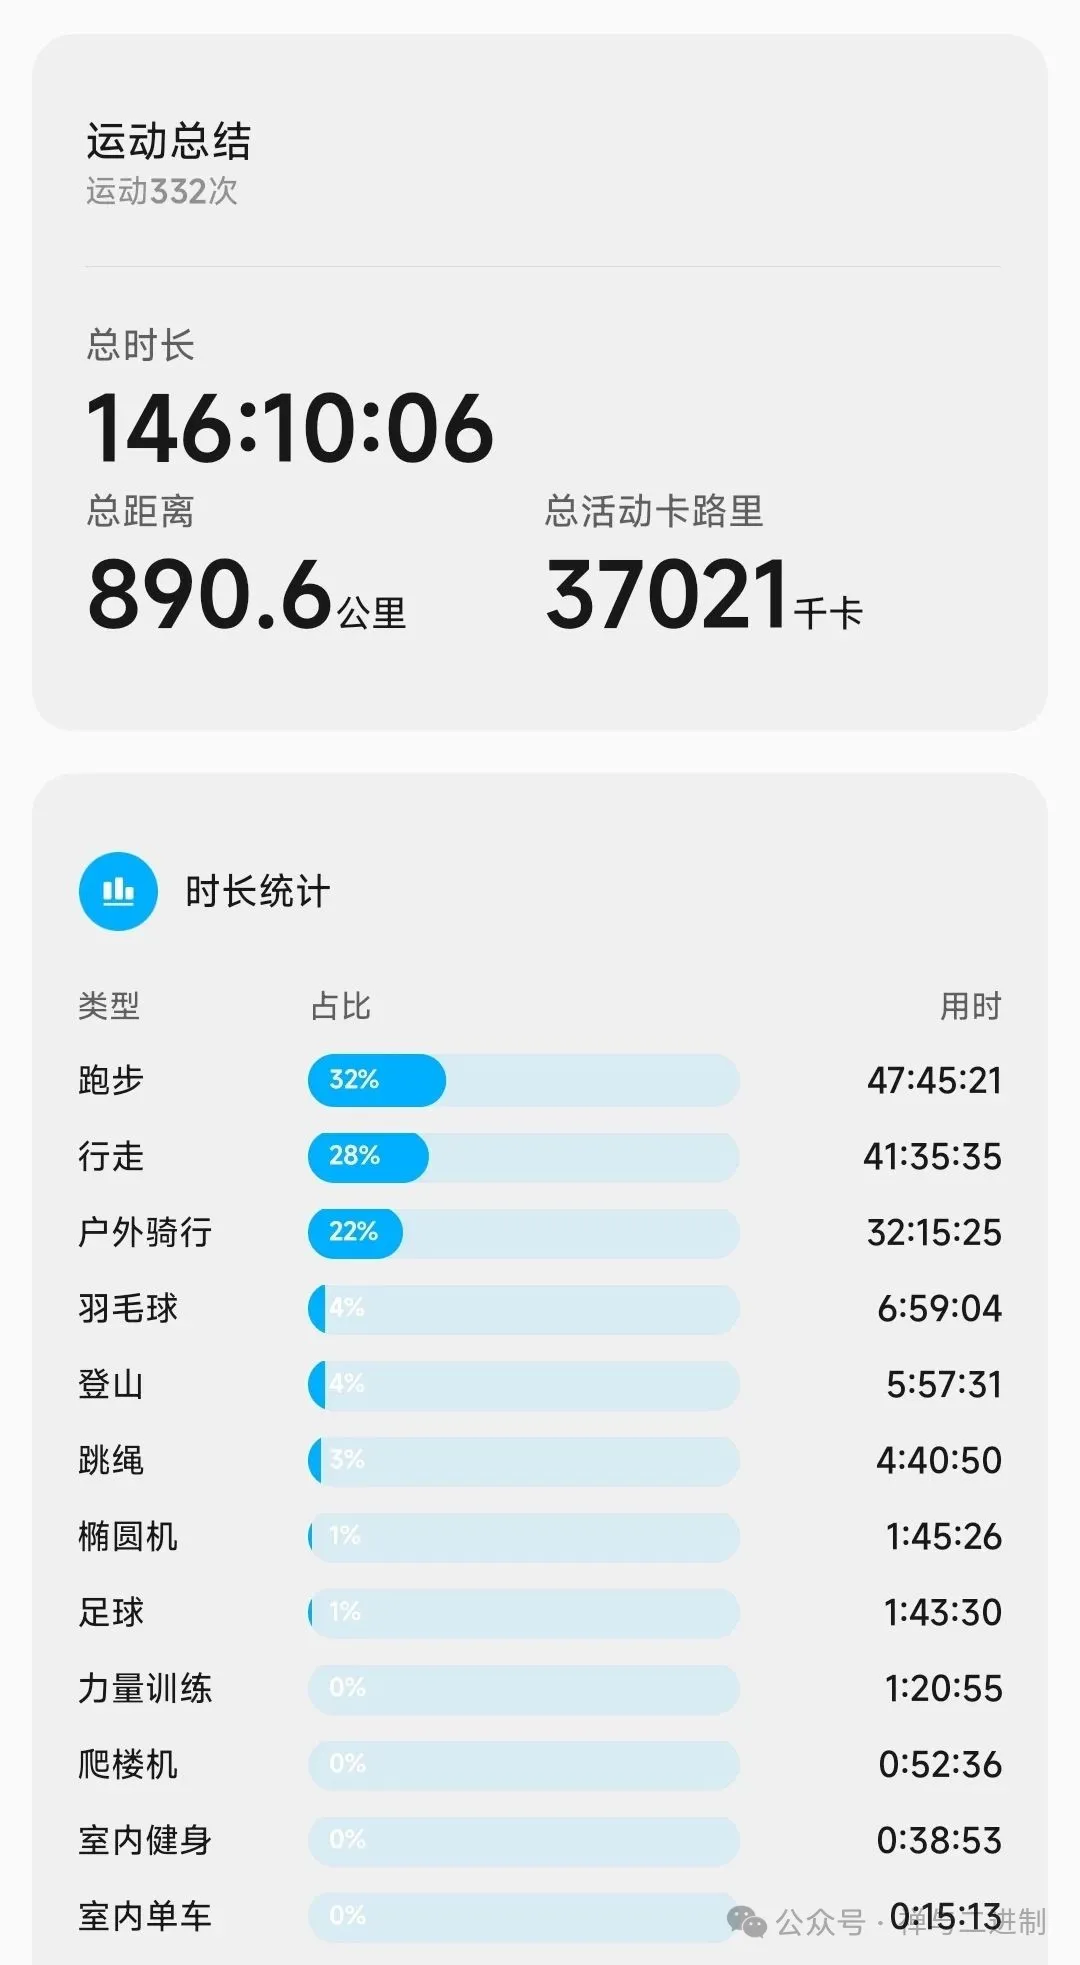 运动总结
运动332次
总时长
146:10:06
总距离 总活动卡路里
890.6公里 37021千卡
时长统计
类型 占比 用时
跑步 32% 47:45:21
行走 28% 41:35:35
户外骑行 22% 32:15:25
羽毛球 4% 6:59:04
登山 4% 5:57:31
跳绳 3% 4:40:50
椭圆机 1% 1:45:26
足球 1% 1:43:30
力量训练 0% 1:20:55
爬楼机 0% 0:52:36
室内健身 0% 0:38:53
室内单车 0% 0:15:13
公众号 · 禅与二进制